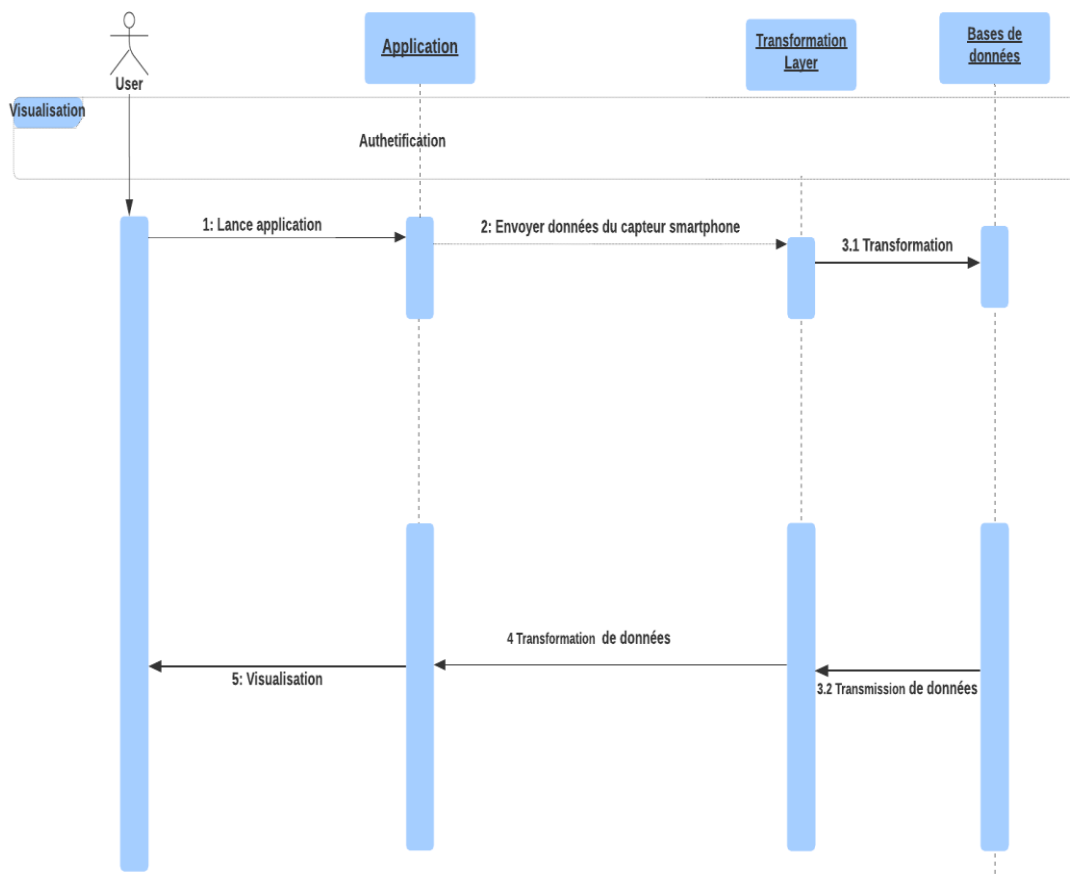 User
Application
Transformation
Layer
Bases de
données
Visualisation
Authetification
1: Lance application
2: Envoyer données du capteur smartphone
3.1 Transformation
4 Transformation de données
5: Visualisation
3.2 Transmission de données